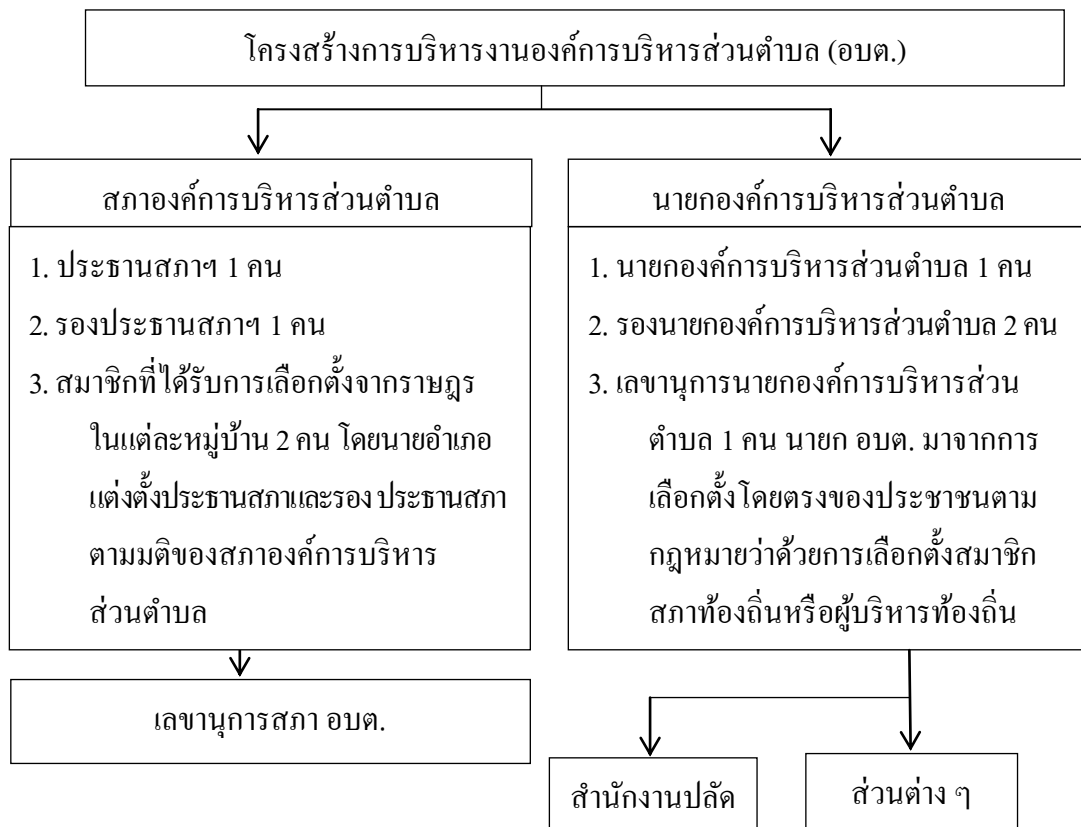 โครงสร้างการบริหารงานองค์การบริหารส่วนตำบล (อบต.)
สภาองค์การบริหารส่วนตำบล
1. ประธานสภาฯ 1 คน
2. รองประธานสภาฯ 1 คน
3. สมาชิกที่ได้รับการเลือกตั้งจากราษฎร
ในแต่ละหมู่บ้าน 2 คน โดยนายอำเภอ
แต่งตั้งประธานสภาและรอง ประธานสภา
ตามมติของสภาองค์การบริหาร
ส่วนตำบล
เลขานุการสภา อบต.
นายกองค์การบริหารส่วนตำบล
1. นายกองค์การบริหารส่วนตำบล 1 คน
2. รองนายกองค์การบริหารส่วนตำบล 2 คน
3. เลขานุการนายกองค์การบริหารส่วน
ตำบล 1 คน นายก อบต. มาจากการ
เลือกตั้งโดยตรงของประชาชนตาม
กฎหมายว่าด้วยการเลือกตั้งสมาชิก
สภาท้องถิ่นหรือผู้บริหารท้องถิ่น
สำนักงานปลัด
ส่วนต่าง ๆ